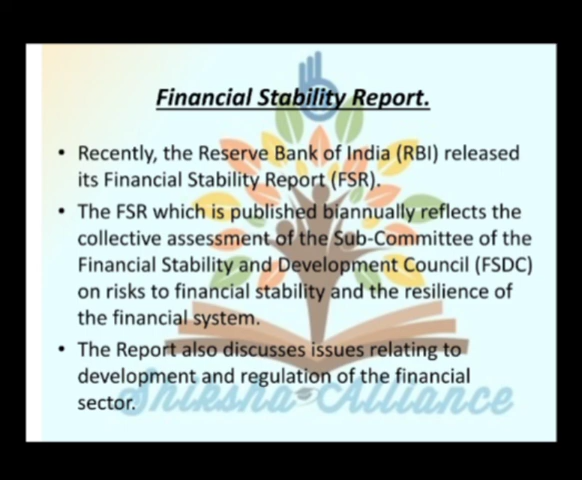 Financial Stability Report.
• Recently, the Reserve Bank of India (RBI) released
its Financial Stability Report (FSR).
• The FSR which is published biannually reflects the
collective assessment of the Sub-Committee of the
Financial Stability and Development Council (FSDC)
on risks to financial stability and the resilience of
the financial system.
• The Report also discusses issues relating to
development and regulation of the financial
sector.
Shiksha Alliance